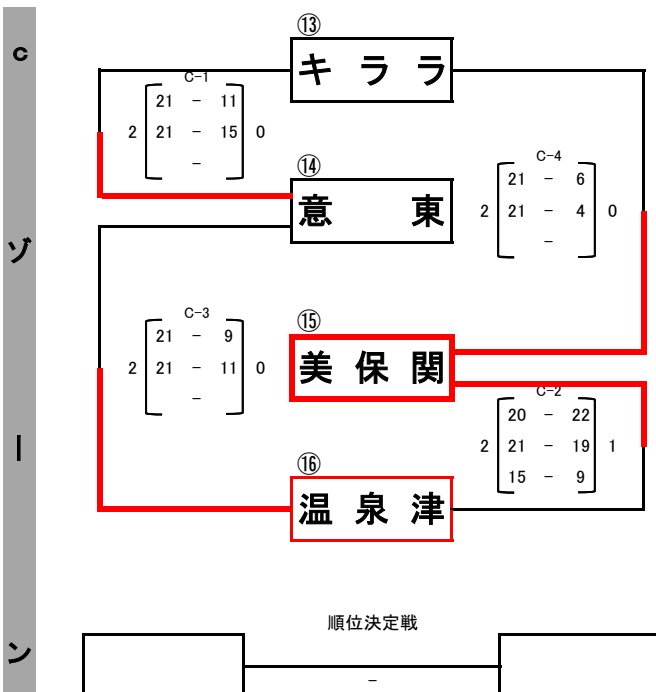 cゾーン
⑬
キララ
C-1
21 - 11
2 21 - 15 0
-
⑭
意東
C-4
21 - 6
2 21 - 4 0
-
C-3
21 - 9
2 21 - 11 0
-
⑮
美保関
C-2
20 - 22
2 21 - 19 1
15 - 9
⑯
温泉津
順位決定戦
-